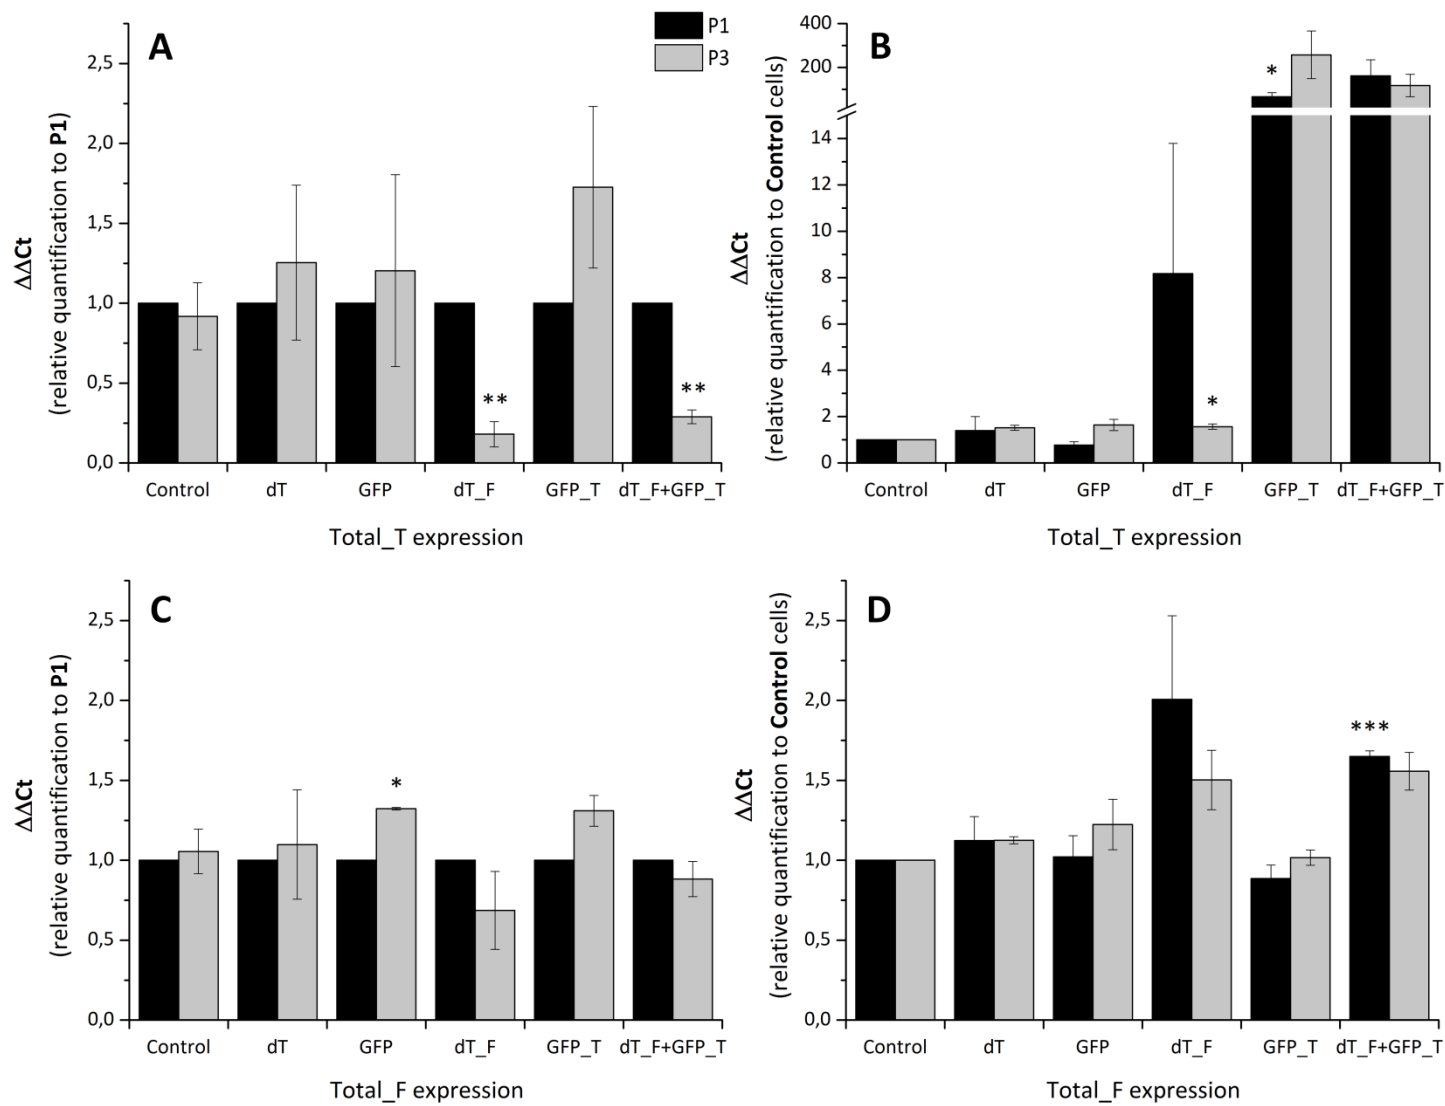 A
P1
P3
2,5
2,0
1,5
1,0
0,5
0,0
ΔΔCt
(relative quantification to P1)
**
**
Control dT GFP dT_F GFP_T dT_F+GFP_T
Total_T expression
B
400
200
14
12
10
8
6
4
2
0
ΔΔCt
(relative quantification to Control cells)
*
*
Control dT GFP dT_F GFP_T dT_F+GFP_T
Total_T expression
C
2,5
2,0
1,5
1,0
0,5
0,0
ΔΔCt
(relative quantification to P1)
*
Control dT GFP dT_F GFP_T dT_F+GFP_T
Total_F expression
D
2,5
2,0
1,5
1,0
0,5
0,0
ΔΔCt
(relative quantification to Control cells)
***
Control dT GFP dT_F GFP_T dT_F+GFP_T
Total_F expression